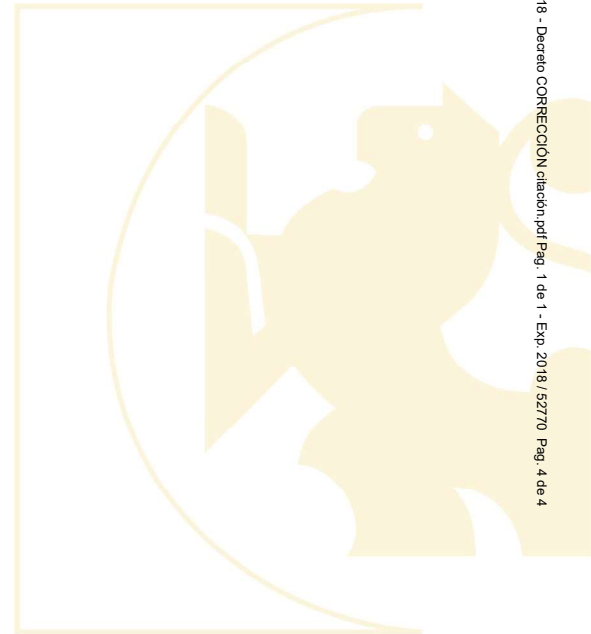 18 - Decreto CORRECCIÓN citación.pdf Pag. 1 de 1 - Exp. 2018 / 52770 Pag. 4 de 4